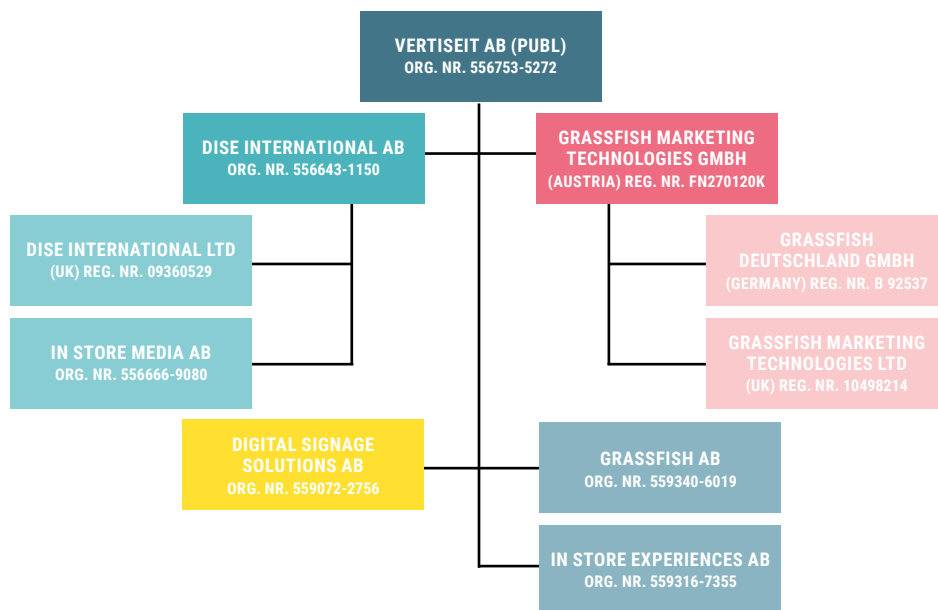 VERTISEIT AB (PUBL)
ORG. NR. 556753-5272
DISE INTERNATIONAL AB
ORG. NR. 556643-1150
GRASSFISH MARKETING
TECHNOLOGIES GMBH
(AUSTRIA) REG. NR. FN270120K
DISE INTERNATIONAL LTD
(UK) REG. NR. 09360529
GRASSFISH
DEUTSCHLAND GMBH
(GERMANY) REG. NR. B 92537
IN STORE MEDIA AB
ORG. NR. 556666-9080
GRASSFISH MARKETING
TECHNOLOGIES LTD
(UK) REG. NR. 10498214
DIGITAL SIGNAGE
SOLUTIONS AB
ORG. NR. 559072-2756
GRASSFISH AB
ORG. NR. 559340-6019
IN STORE EXPERIENCES AB
ORG. NR. 559316-7355